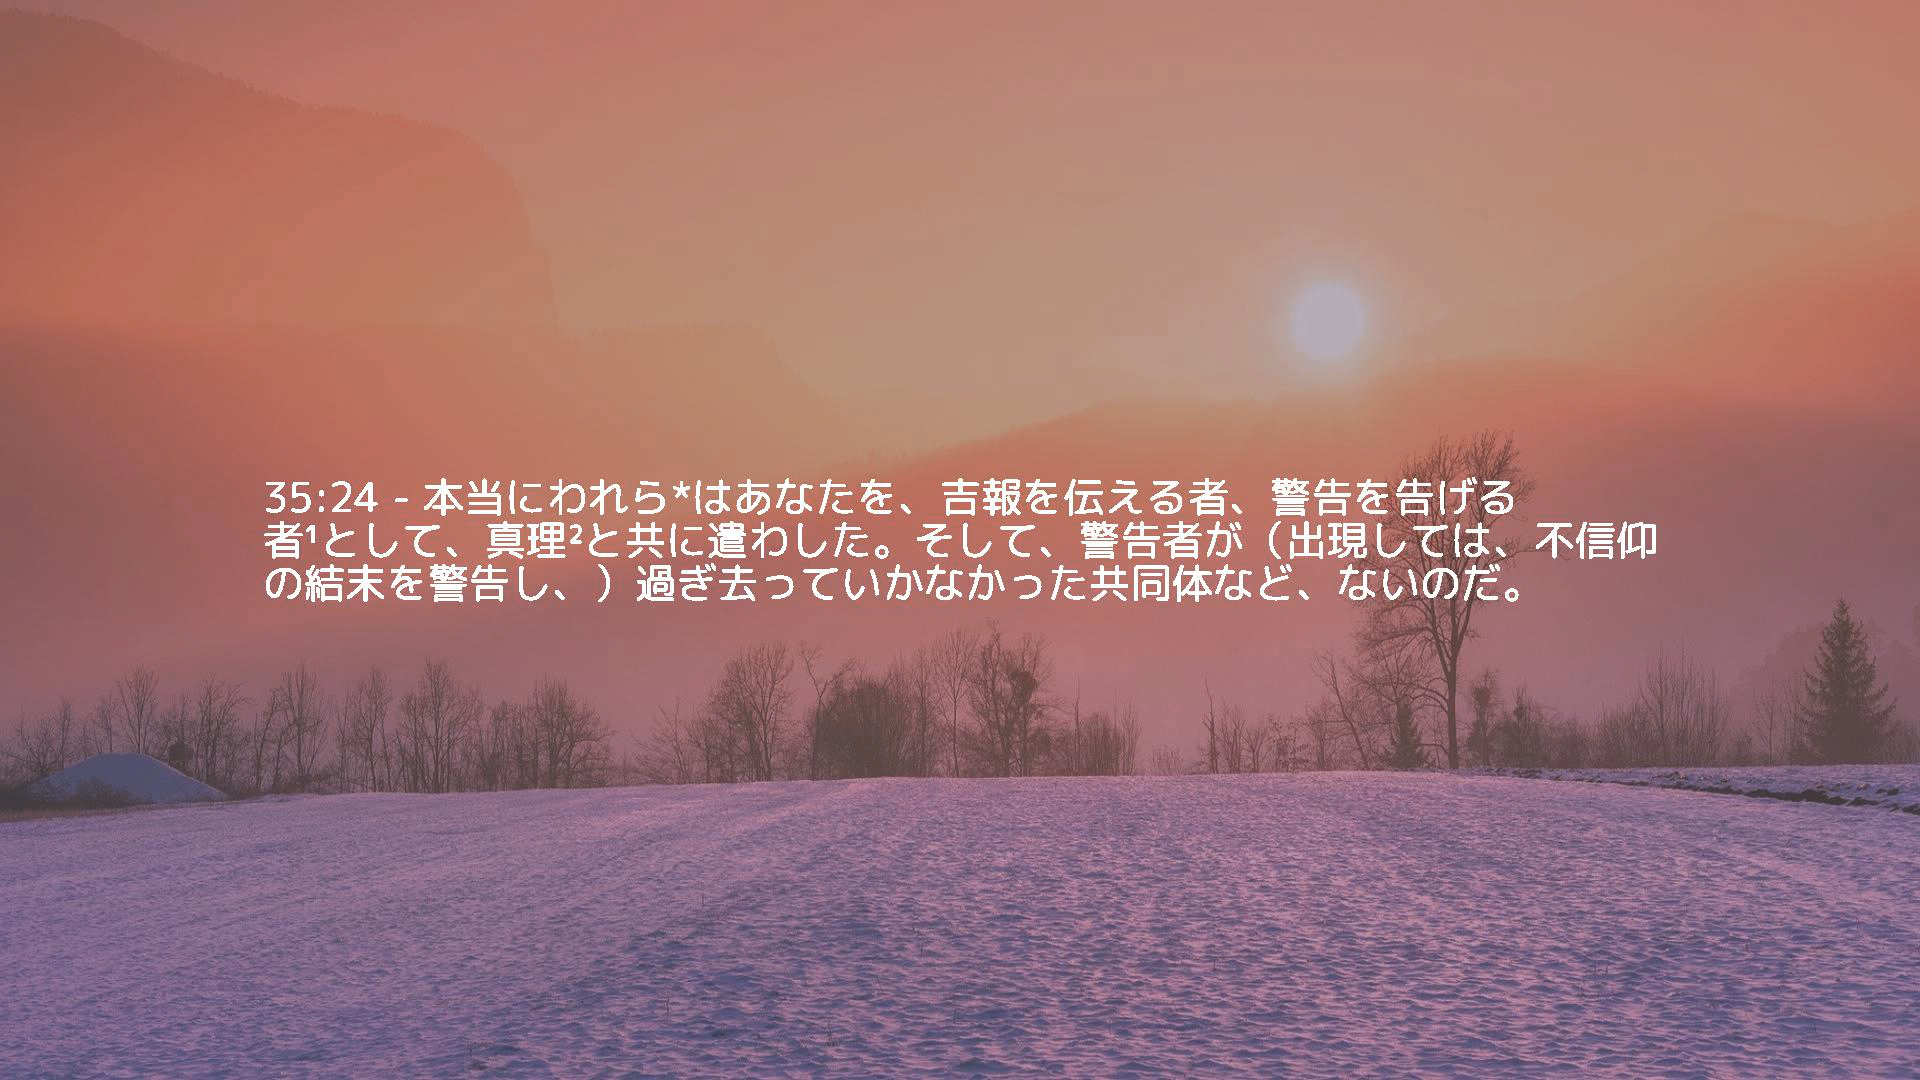 35:24 - 本当にわれら*はあなたを、吉報を伝える者、警告を告げる
者¹として、真理²と共に遣わした。そして、警告者が（出現しては、不信仰
の結末を警告し、）過ぎ去っていかなかった共同体など、ないのだ。